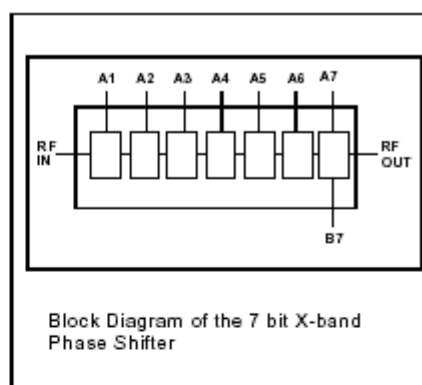 A1 A2 A3 A4 A5 A6 A7
RF
IN
RF
OUT
B7
Block Diagram of the 7 bit X-band
Phase Shifter